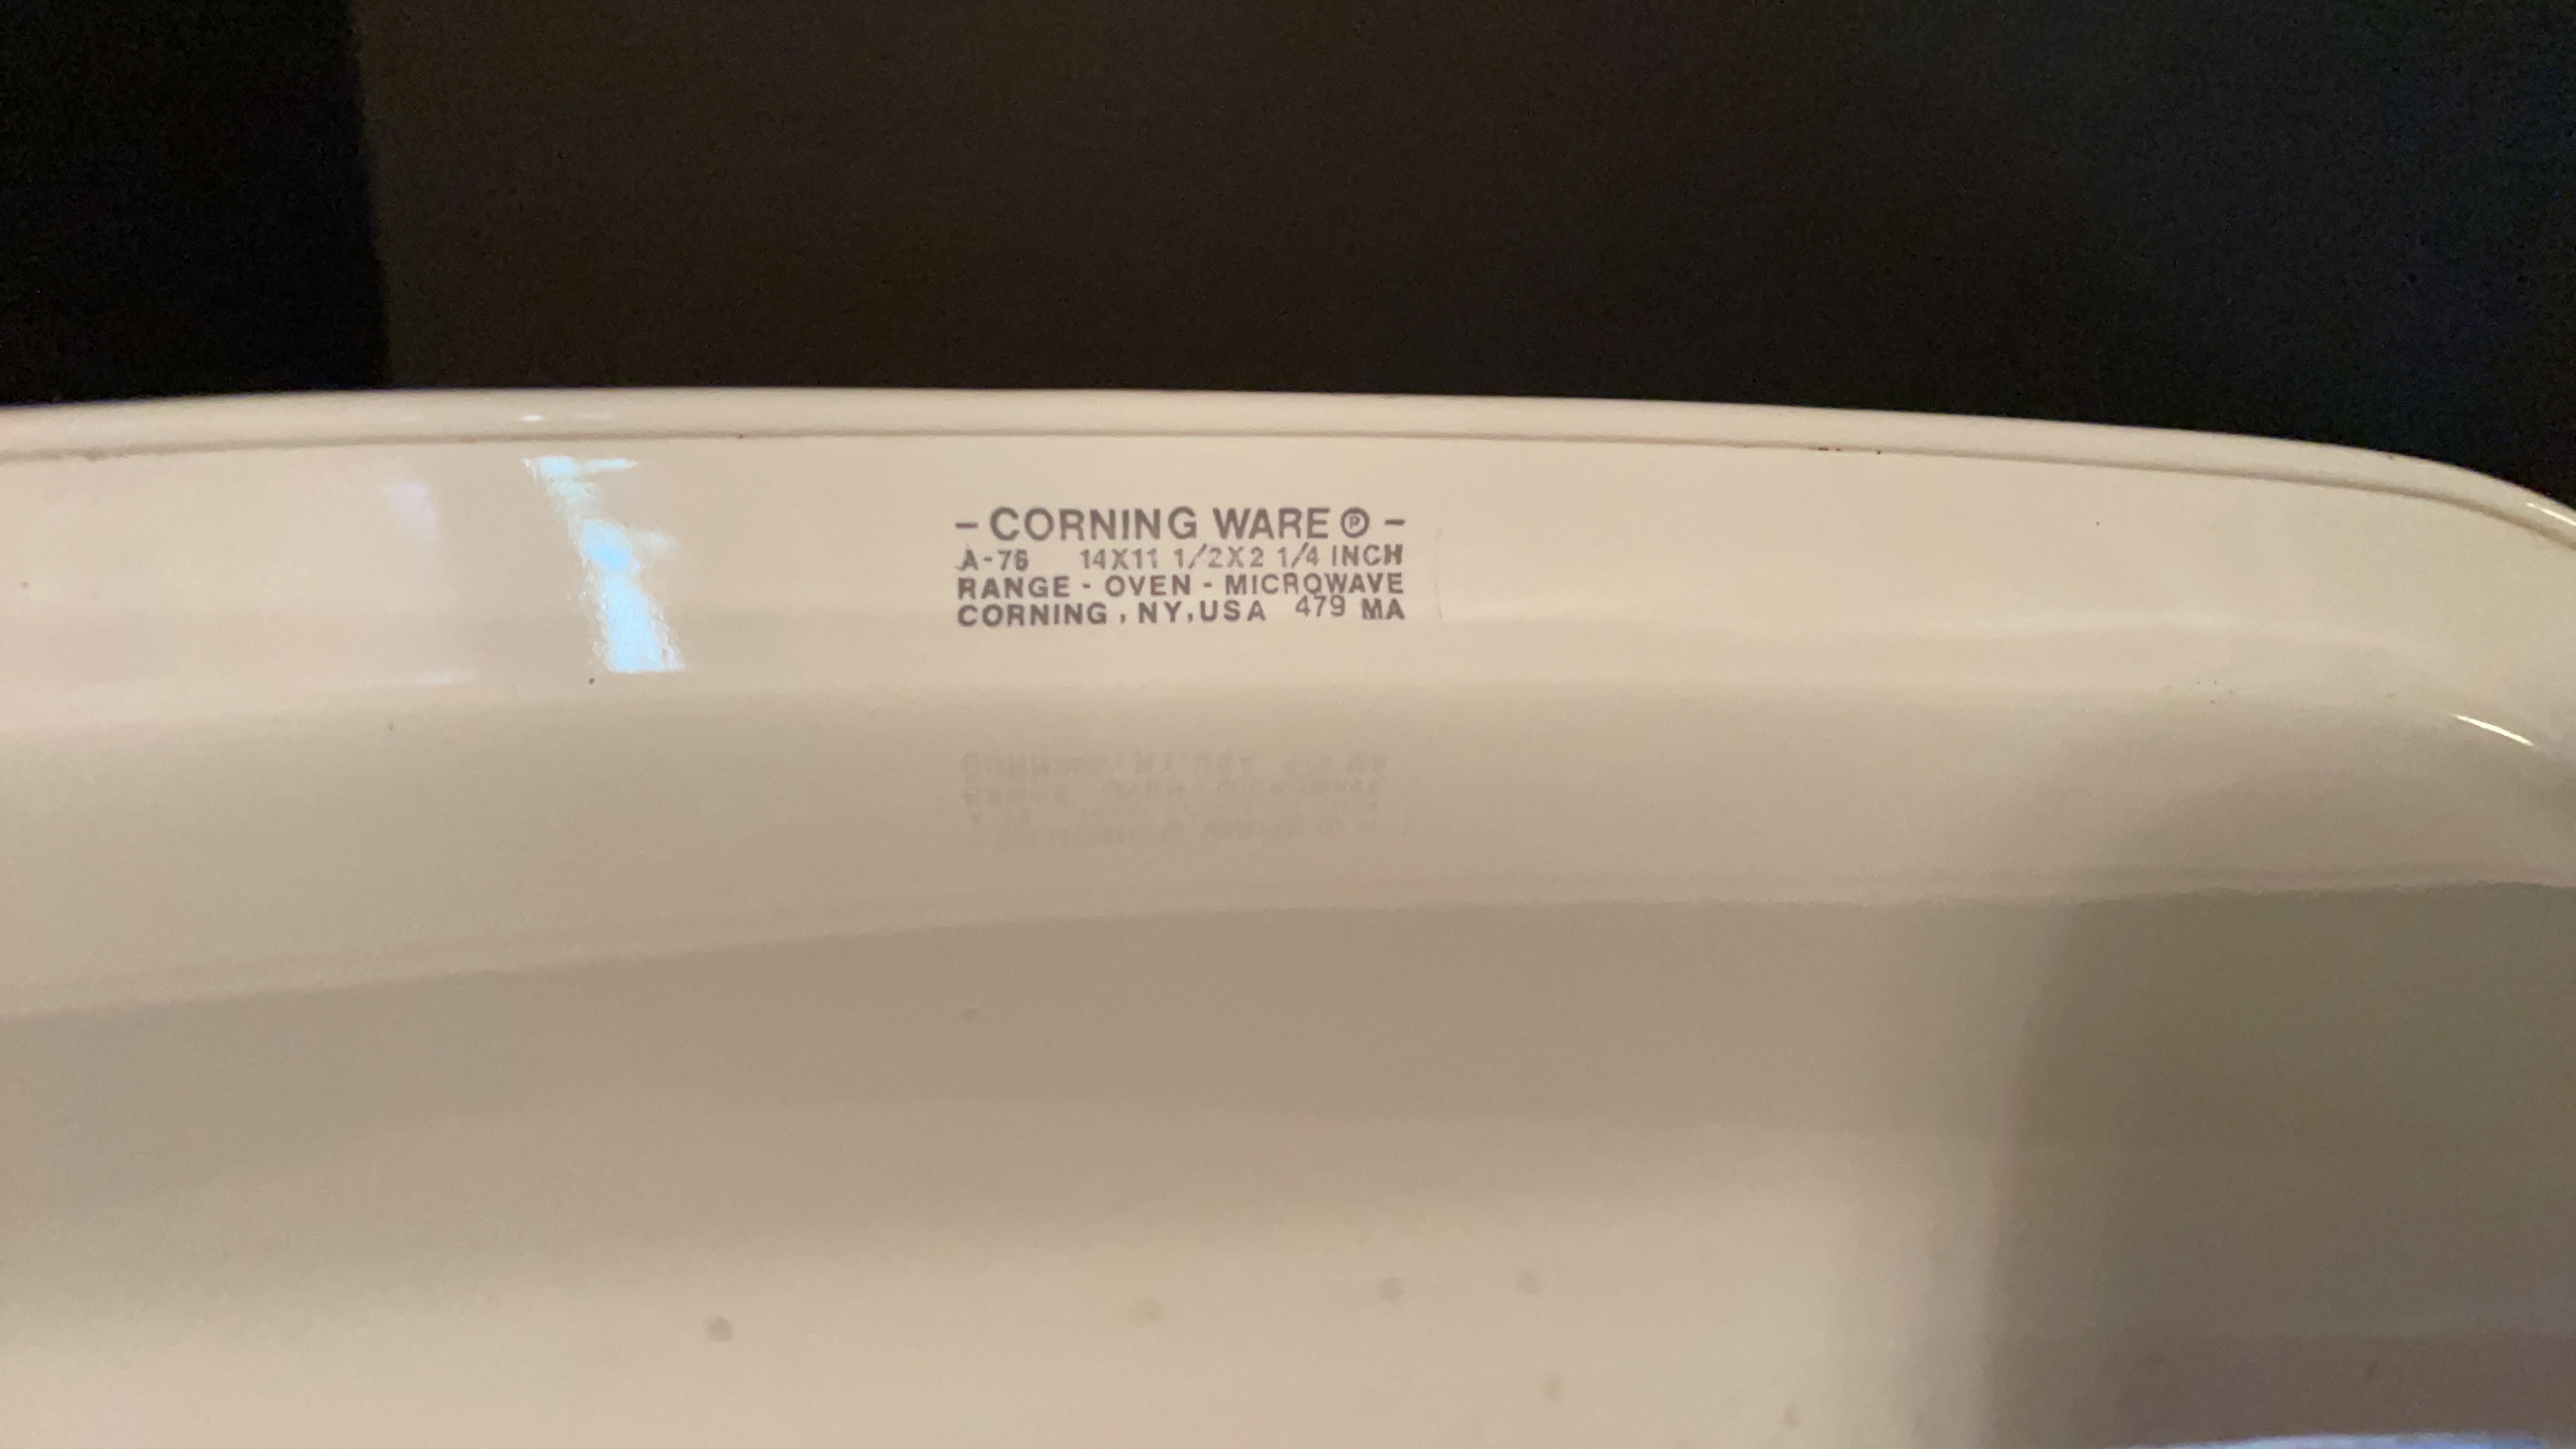 - CORNING WARE ℗ -
A-76 14X11 1/2X2 1/4 INCH
RANGE - OVEN - MICROWAVE
CORNING, NY, USA 479 MA